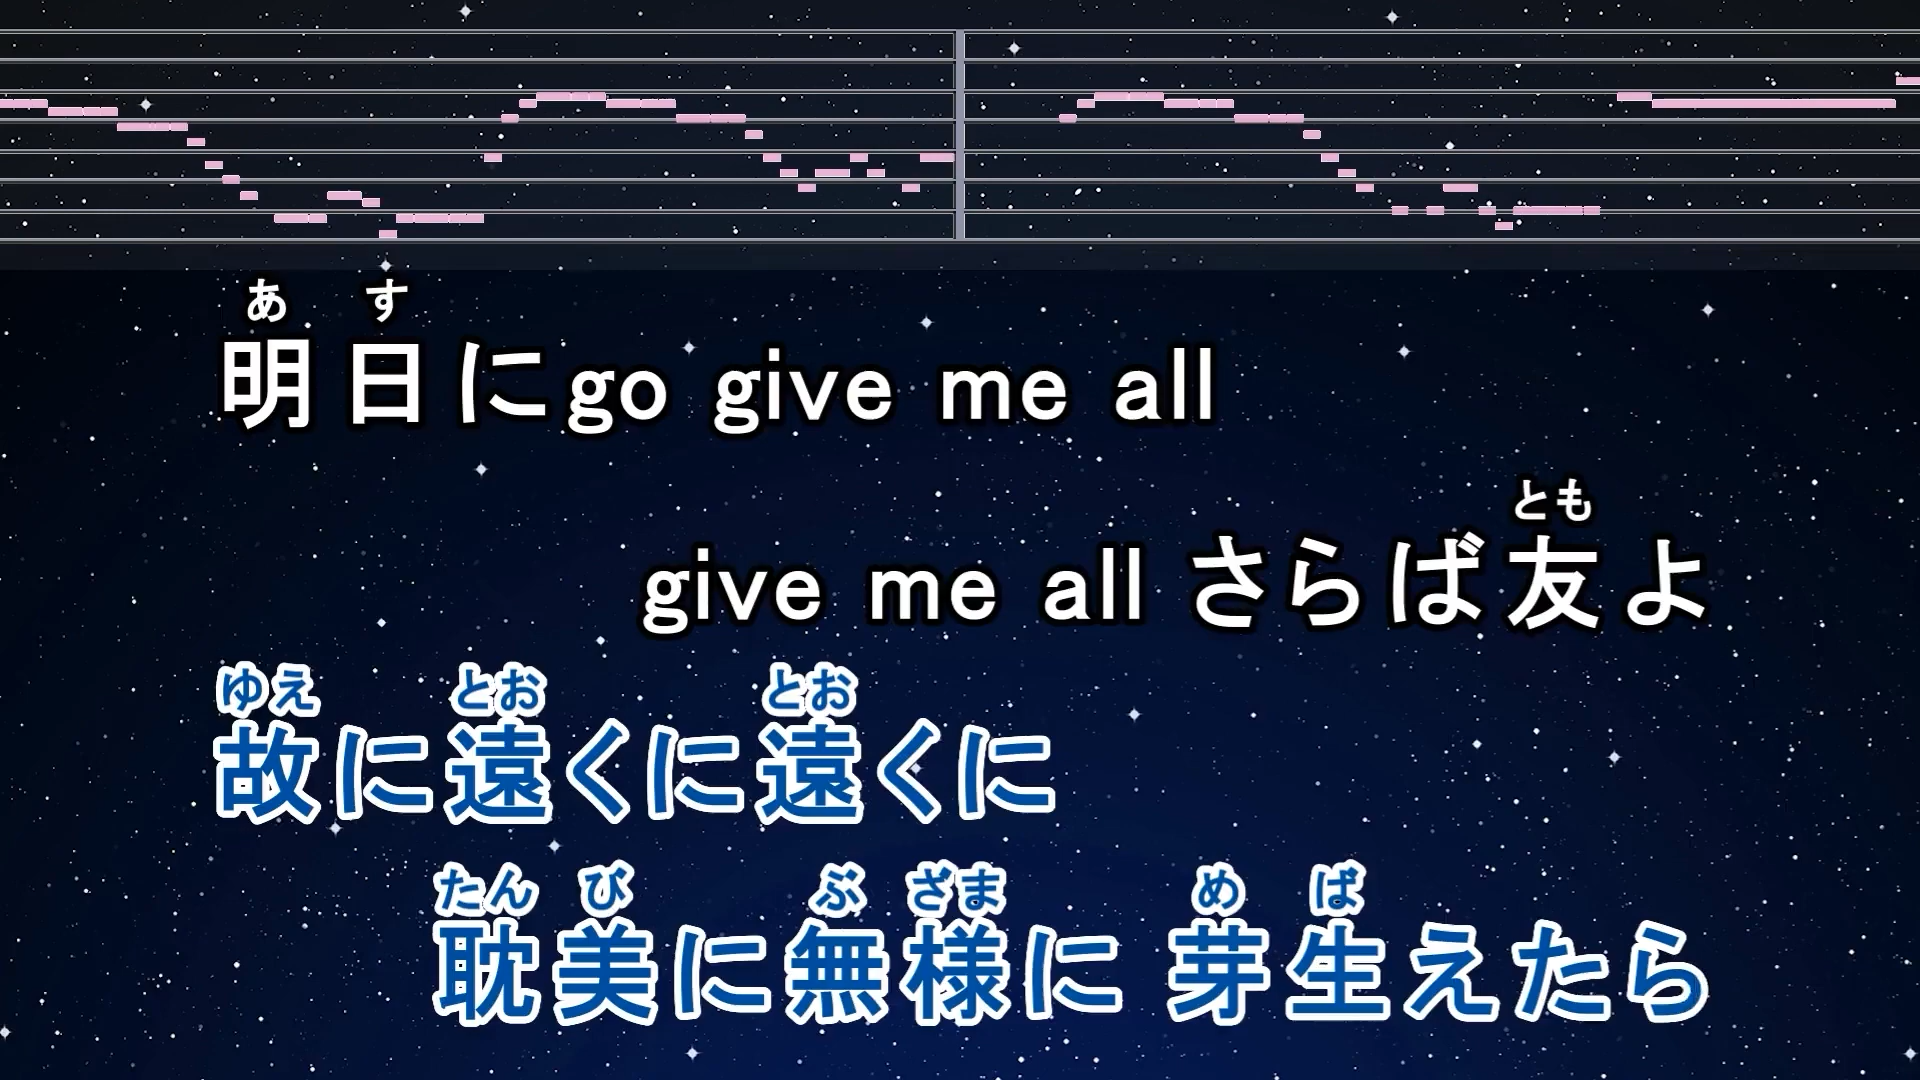 あす
明日にgo give me all
とも
give me all さらば友よ
ゆえ とお とお
故に遠くに遠くに
たん び ぶ ざま め ば
耽美に無様に 芽生えたら